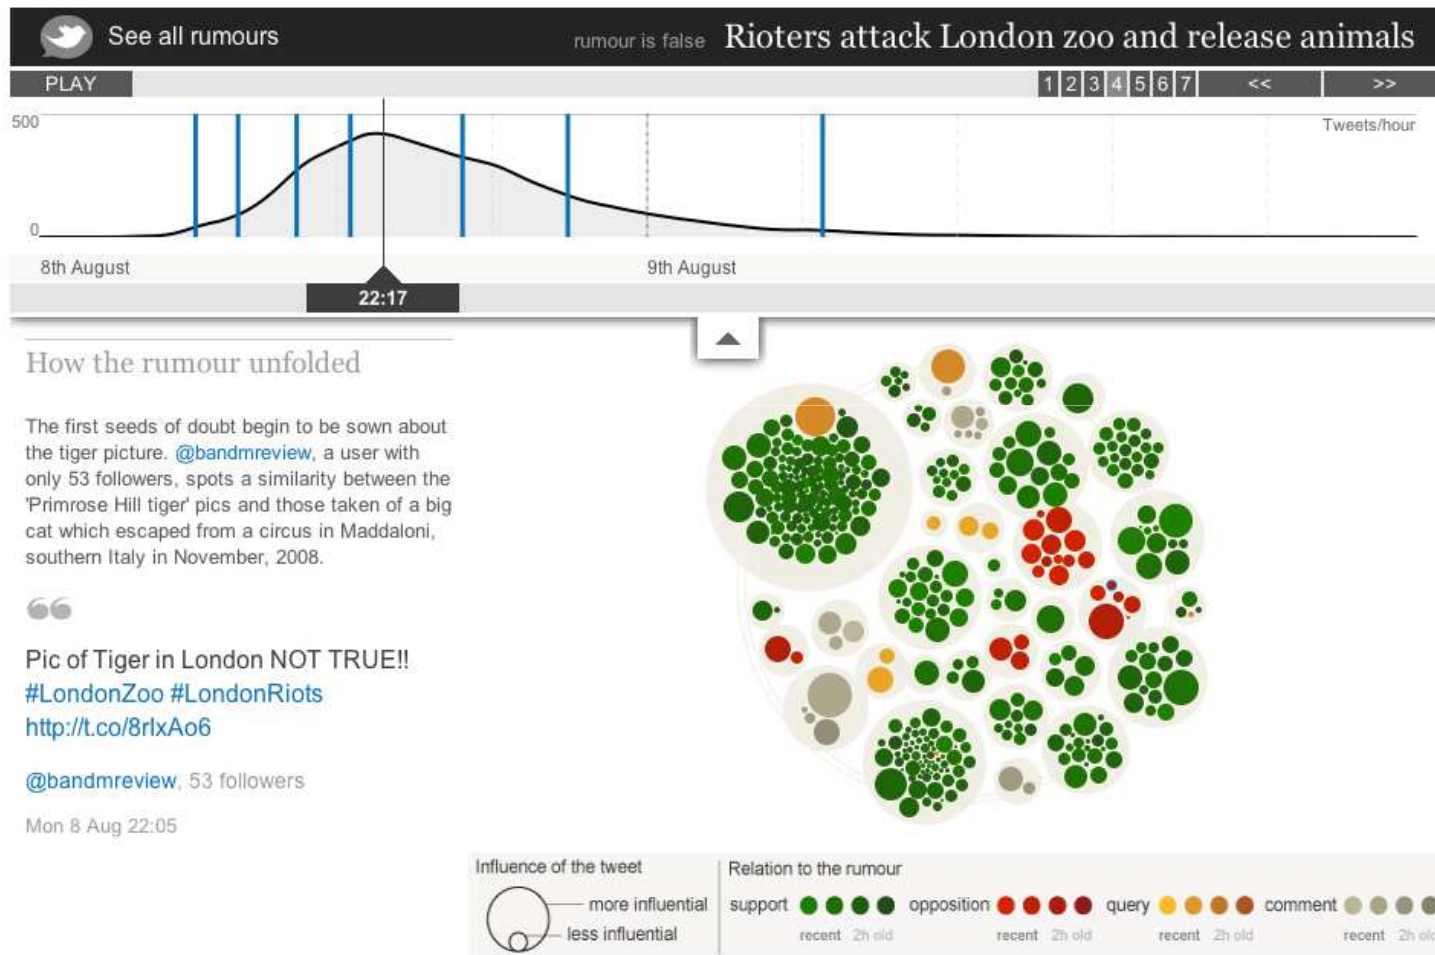 See all rumours
rumour is false Rioters attack London zoo and release animals
PLAY
1 2 3 4 5 6 7 << >>
500
Tweets/hour
0
8th August
9th August
22:17
How the rumour unfolded
The first seeds of doubt begin to be sown about
the tiger picture. @bandmreview, a user with
only 53 followers, spots a similarity between the
'Primrose Hill tiger' pics and those taken of a big
cat which escaped from a circus in Maddaloni,
southern Italy in November, 2008.
Pic of Tiger in London NOT TRUE!!
#LondonZoo #LondonRiots
http://t.co/8rIxAo6
@bandmreview, 53 followers
Mon 8 Aug 22:05
Influence of the tweet
more influential
less influential
Relation to the rumour
support opposition query comment
recent 2h old recent 2h old recent 2h old recent 2h old